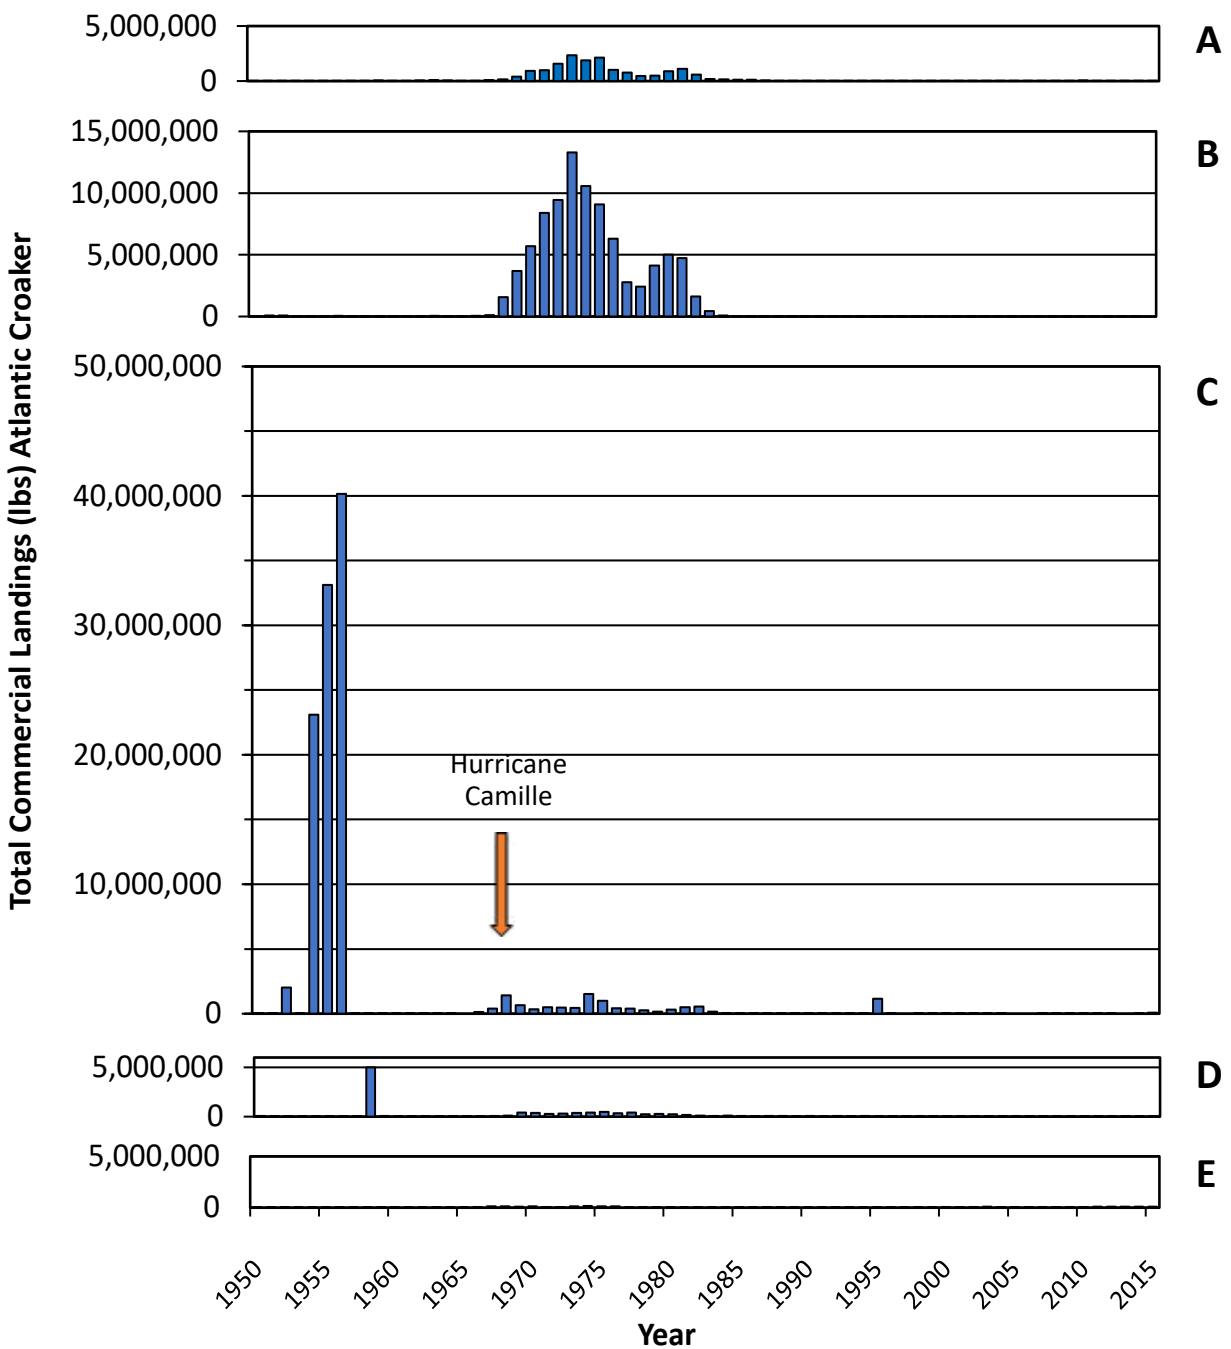 Total Commercial Landings (lbs) Atlantic Croaker
5,000,000
0
A
15,000,000
10,000,000
5,000,000
0
B
50,000,000
40,000,000
30,000,000
20,000,000
10,000,000
0
C
Hurricane
Camille
5,000,000
0
D
5,000,000
0
E
1950 1955 1960 1965 1970 1975 1980 1985 1990 1995 2000 2005 2010 2015
Year